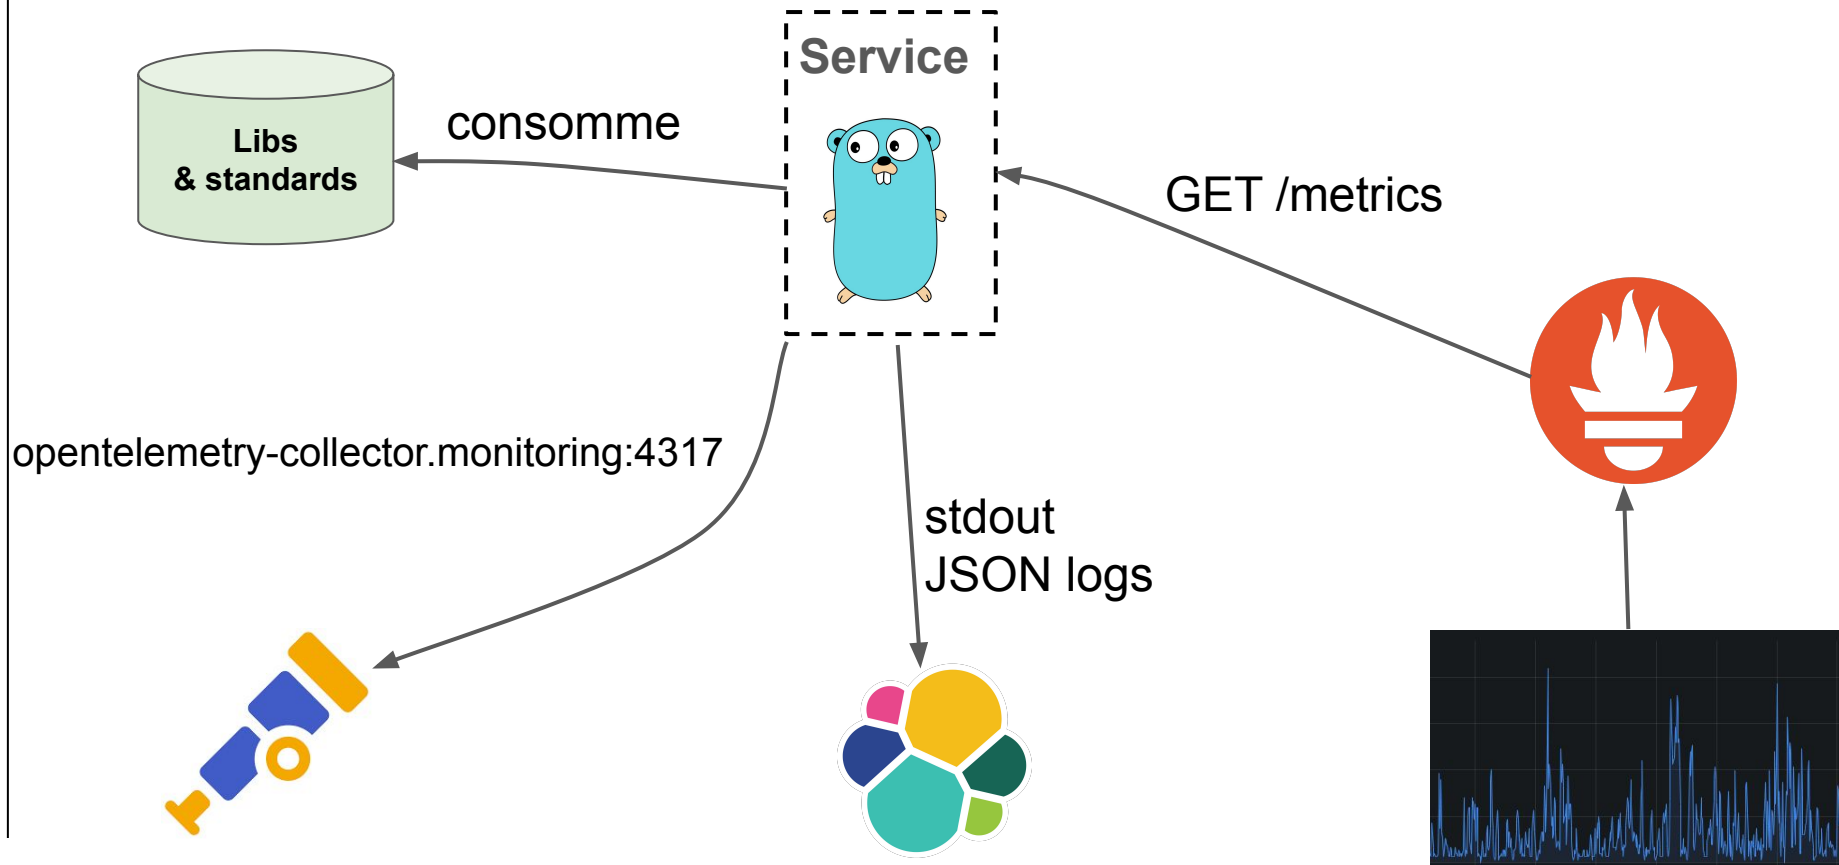 Service
Libs
& standards
consomme
GET /metrics
opentelemetry-collector.monitoring:4317
stdout
JSON logs